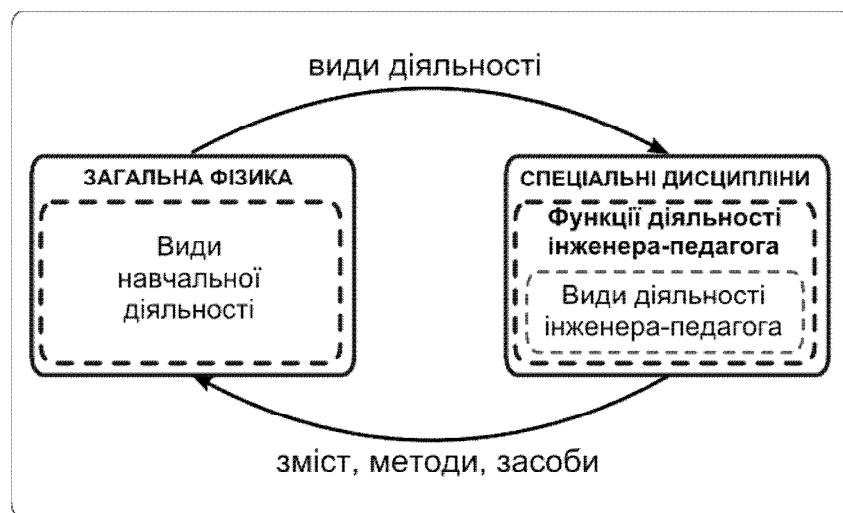 види діяльності
ЗАГАЛЬНА ФІЗИКА
Види
навчальної
діяльності
СПЕЦІАЛЬНІ ДИСЦИПЛІНИ
Функції діяльності
інженера-педагога
Види діяльності
інженера-педагога
зміст, методи, засоби